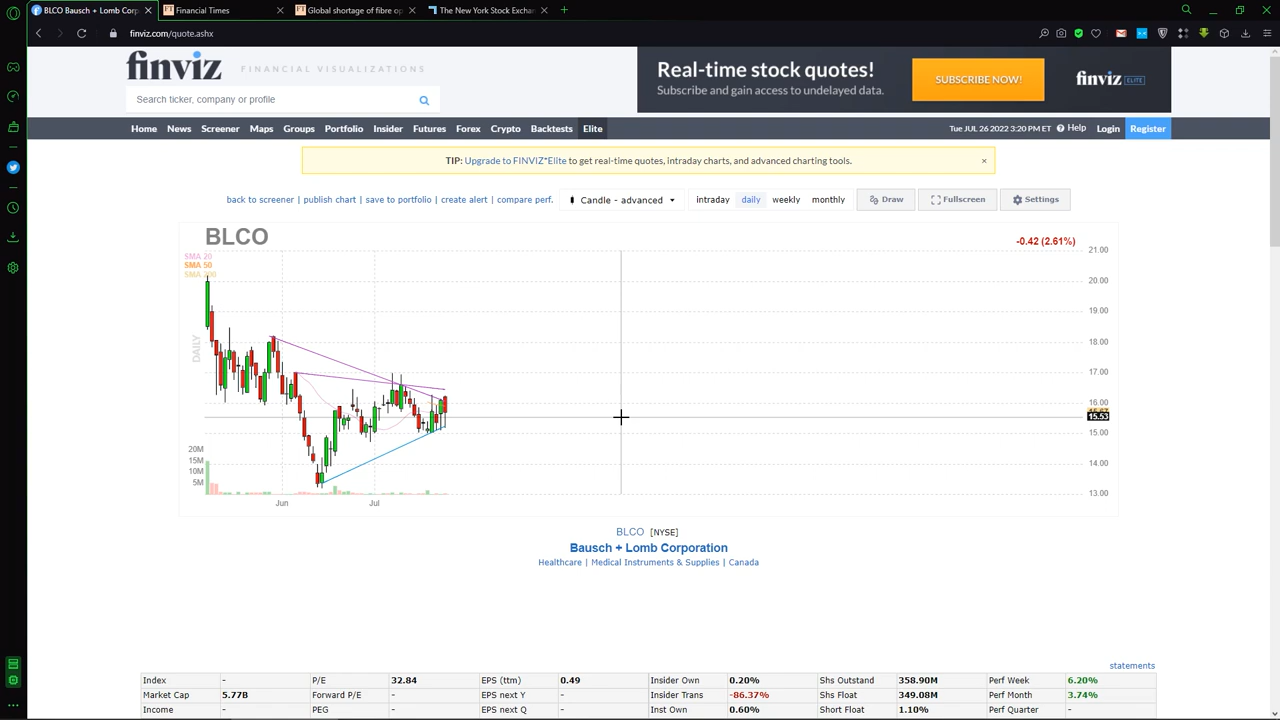 BLCO Bausch + Lomb Corp
Financial Times
Global shortage of fibre op
The New York Stock Exchan
finviz.com/quote.ashx
finviz
FINANCIAL VISUALIZATIONS
Real-time stock quotes!
Subscribe and gain access to undelayed data.
SUBSCRIBE NOW!
finviz ELITE
Search ticker, company or profile
Home News Screener Maps Groups Portfolio Insider Futures Forex Crypto Backtests Elite
Tue JUL 26 2022 3:20 PM ET Help Login Register
TIP: Upgrade to FINVIZ*Elite to get real-time quotes, intraday charts, and advanced charting tools. ×
back to screener | publish chart | save to portfolio | create alert | compare perf.
Candle - advanced
intraday daily weekly monthly
Draw Fullscreen Settings
BLCO
-0.42 (2.61%)
SMA 20
SMA 50
SMA 200
DAILY
21.00
20.00
19.00
18.00
17.00
16.00
15.53
15.00
14.00
13.00
20M
15M
10M
5M
Jun Jul
BLCO [NYSE]
Bausch + Lomb Corporation
Healthcare | Medical Instruments & Supplies | Canada
statements
Index - P/E 32.84 EPS (ttm) 0.49 Insider Own 0.20% Shs Outstand 358.90M Perf Week 6.20%
Market Cap 5.77B Forward P/E - EPS next Y - Insider Trans -86.37% Shs Float 349.08M Perf Month 3.74%
Income - PEG - EPS next Q - Inst Own 0.60% Short Float 1.10% Perf Quarter -